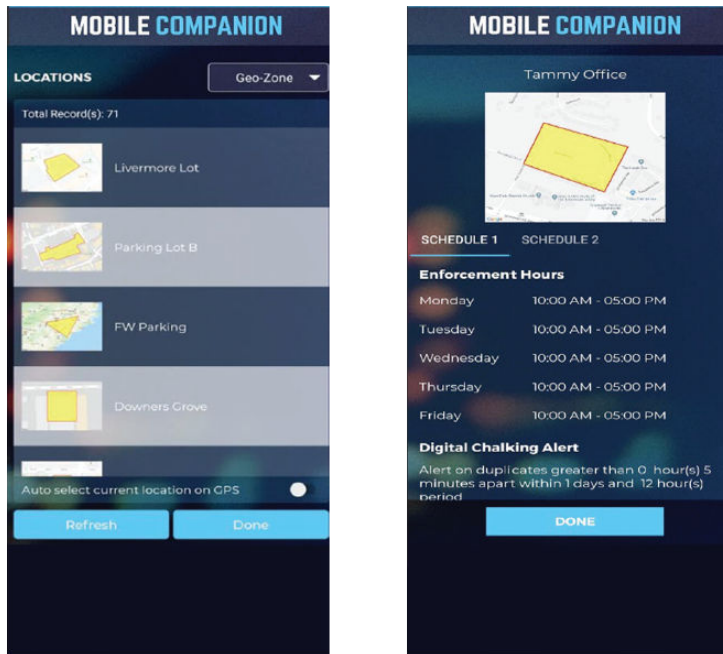 MOBILE COMPANION
LOCATIONS
Geo-Zone
Total Record(s): 71
Livermore Lot
Parking Lot B
FW Parking
Downers Grove
Auto select current location on GPS
Refresh
Done
MOBILE COMPANION
Tammy Office
SCHEDULE 1
SCHEDULE 2
Enforcement Hours
Monday 10:00 AM - 05:00 PM
Tuesday 10:00 AM - 05:00 PM
Wednesday 10:00 AM - 05:00 PM
Thursday 10:00 AM - 05:00 PM
Friday 10:00 AM - 05:00 PM
Digital Chalking Alert
Alert on duplicates greater than 0 hour(s) 5
minutes apart within 1 days and 12 hour(s)
period
DONE